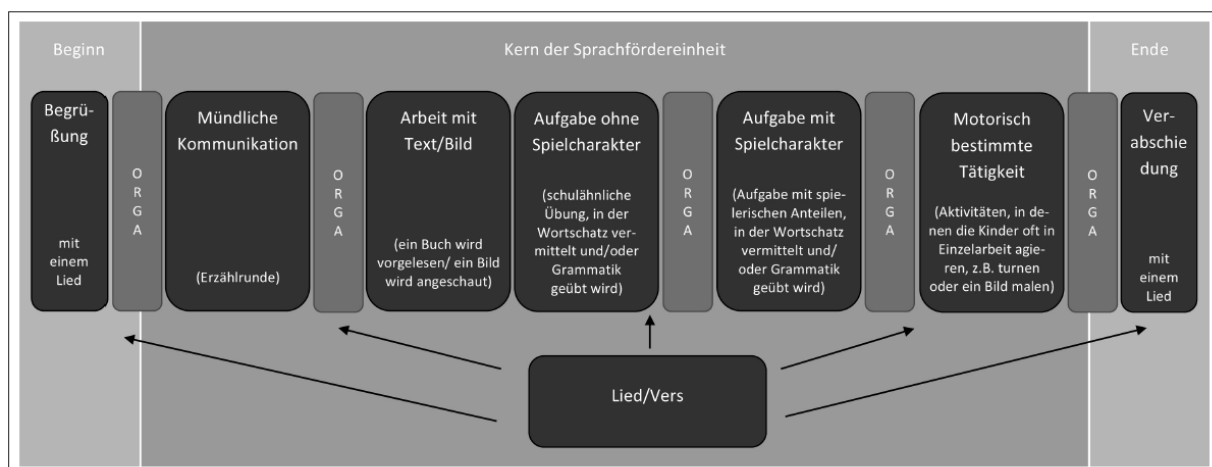 Beginn
Kern der Sprachfördereinheit
Ende
Begrü-
ßung
mit
einem
Lied
O
R
G
A
Mündliche
Kommunikation
(Erzählrunde)
O
R
G
A
Arbeit mit
Text/Bild
(ein Buch wird
vorgelesen/ ein Bild
wird angeschaut)
Aufgabe ohne
Spielcharakter
(schulähnliche
Übung, in der
Wortschatz ver-
mittelt und/oder
Grammatik
geübt wird)
O
R
G
A
Aufgabe mit
Spielcharakter
(Aufgabe mit spie-
lerischen Anteilen,
in der Wortschatz
vermittelt und/
oder Grammatik
geübt wird)
O
R
G
A
Motorisch
bestimmte
Tätigkeit
(Aktivitäten, in de-
nen die Kinder oft in
Einzelarbeit agie-
ren, z.B. turnen
oder ein Bild malen)
O
R
G
A
Ver-
abschie-
dung
mit
einem
Lied
Lied/Vers